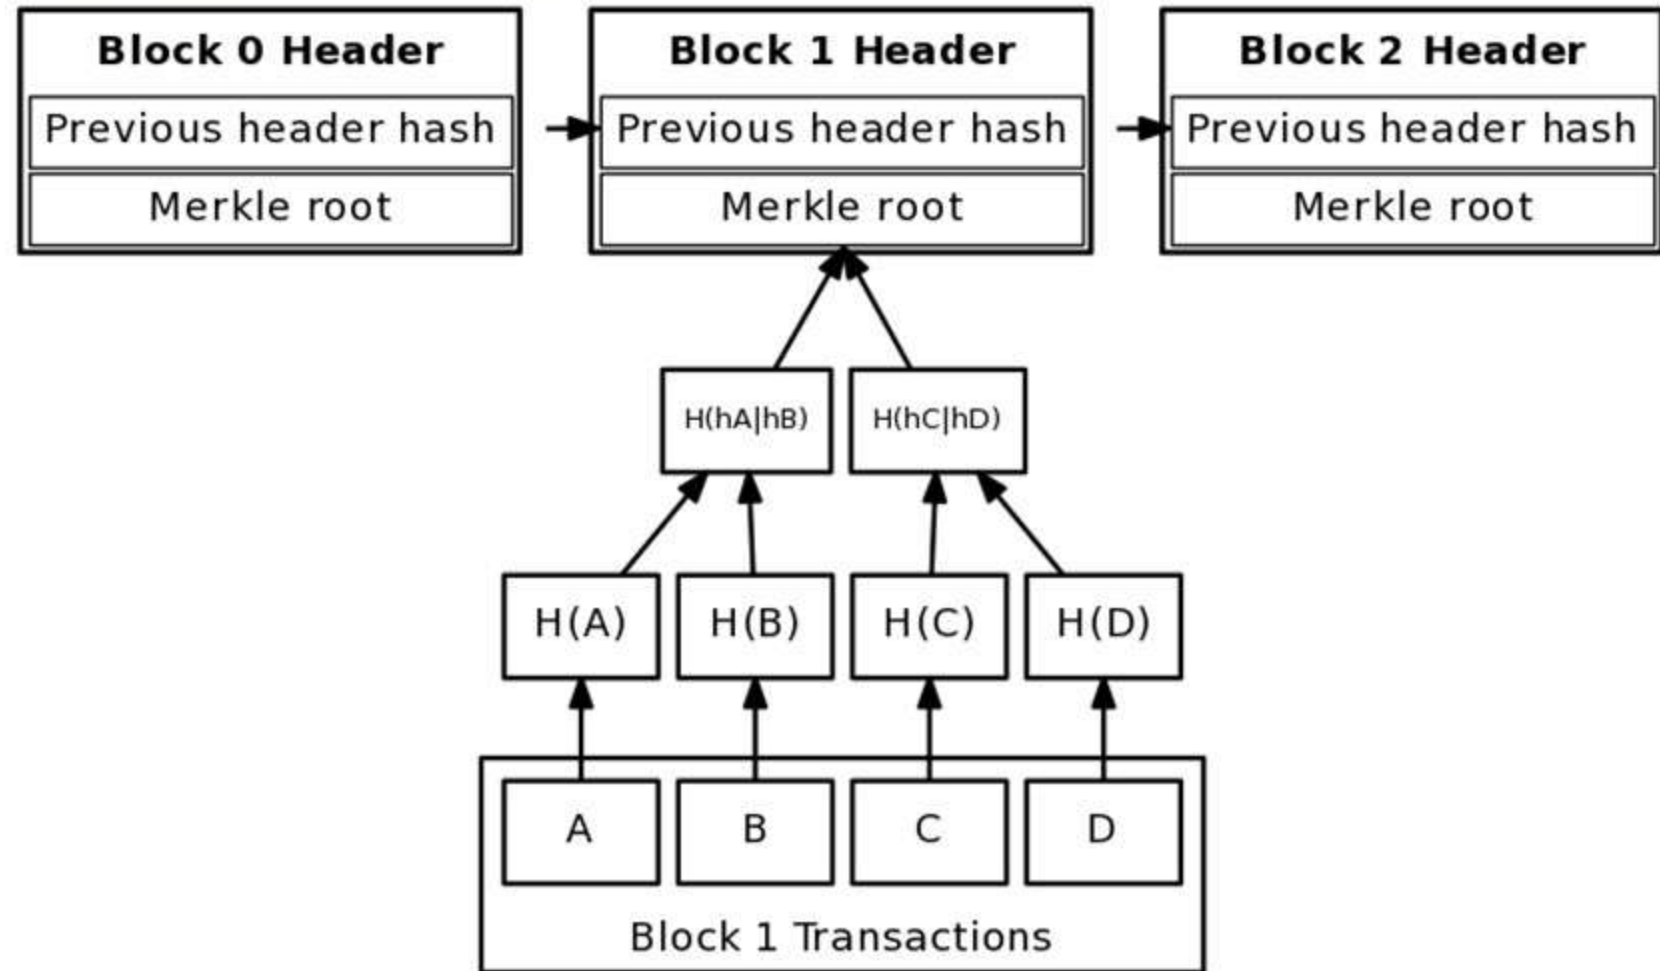 Block 0 Header
Previous header hash
Merkle root
Block 1 Header
Previous header hash
Merkle root
Block 2 Header
Previous header hash
Merkle root
H(hA|hB)
H(hC|hD)
H(A)
H(B)
H(C)
H(D)
A
B
C
D
Block 1 Transactions